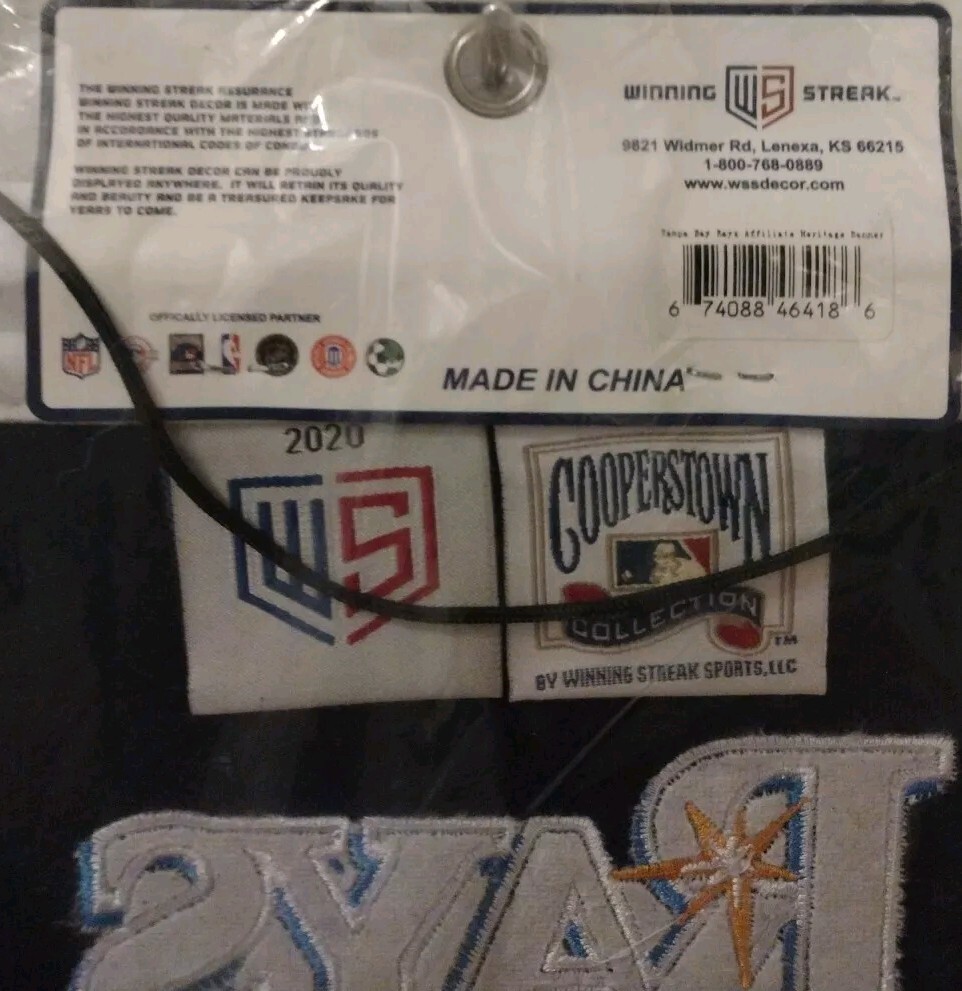 THE WINNING STREAK ASSURANCE
WINNING STREAK DECOR IS MADE
THE HIGHEST QUALITY MATERIALS
IN ACCORDANCE WITH THE HIGHEST
OF INTERNATIONAL CODES OF
WINNING STREAK DECOR CAN BE PROUDLY
DISPLAYED ANYWHERE. IT WILL RETAIN ITS QUALITY
AND BEAUTY AND BE A TREASURED KEEPSAKE FOR
YEARS TO COME.
OFFICIALLY LICENSED PARTNER
NFL
WINNING WS STREAK™
9821 Widmer Rd, Lenexa, KS 66215
1-800-768-0889
www.wssdecor.com
Tampa Bay Rays Affiliate Heritage Banner
6 74088 46418 6
MADE IN CHINA
2020
WS
COOPERSTOWN
COLLECTION™
BY WINNING STREAK SPORTS,LLC
RAYS